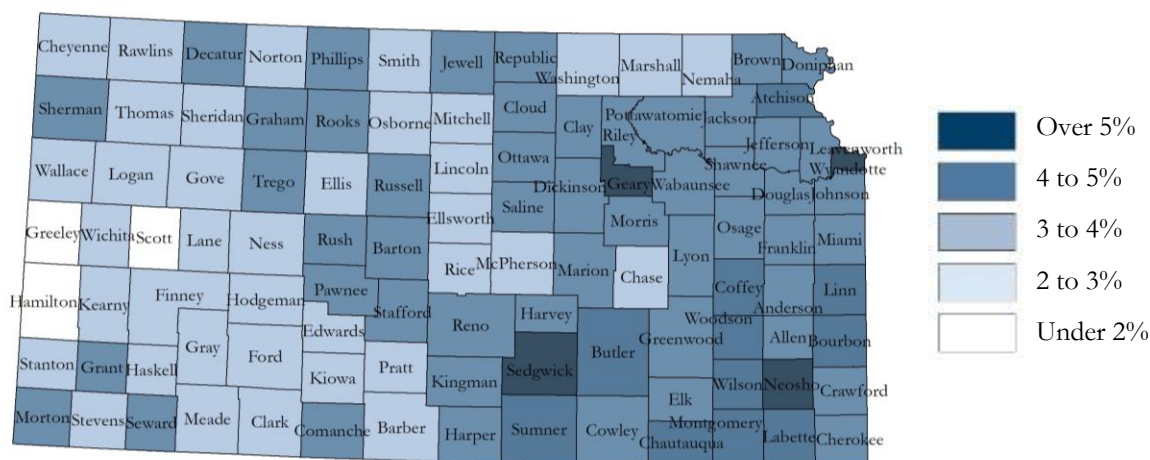 Cheyenne
Rawlins
Decatur
Norton
Phillips
Smith
Jewell
Republic
Washington
Marshall
Nemaha
Brown
Doniphan
Sherman
Thomas
Sheridan
Graham
Rooks
Osborne
Mitchell
Cloud
Clay
Riley
Pottawatomie
Jackson
Atchison
Jefferson
Leavenworth
Wyandotte
Wallace
Logan
Gove
Trego
Ellis
Russell
Lincoln
Ottawa
Dickinson
Geary
Wabaunsee
Shawnee
Douglas
Johnson
Greeley
Wichita
Scott
Lane
Ness
Rush
Barton
Ellsworth
Saline
Morris
Osage
Franklin
Miami
Rice
McPherson
Marion
Chase
Lyon
Hamilton
Kearny
Finney
Hodgeman
Pawnee
Stafford
Reno
Harvey
Coffey
Anderson
Linn
Edwards
Gray
Ford
Sedgwick
Butler
Greenwood
Woodson
Allen
Bourbon
Stanton
Grant
Haskell
Kiowa
Pratt
Kingman
Elk
Wilson
Neosho
Crawford
Morton
Stevens
Seward
Meade
Clark
Comanche
Barber
Harper
Sumner
Cowley
Chautauqua
Montgomery
Labette
Cherokee
Over 5%
4 to 5%
3 to 4%
2 to 3%
Under 2%